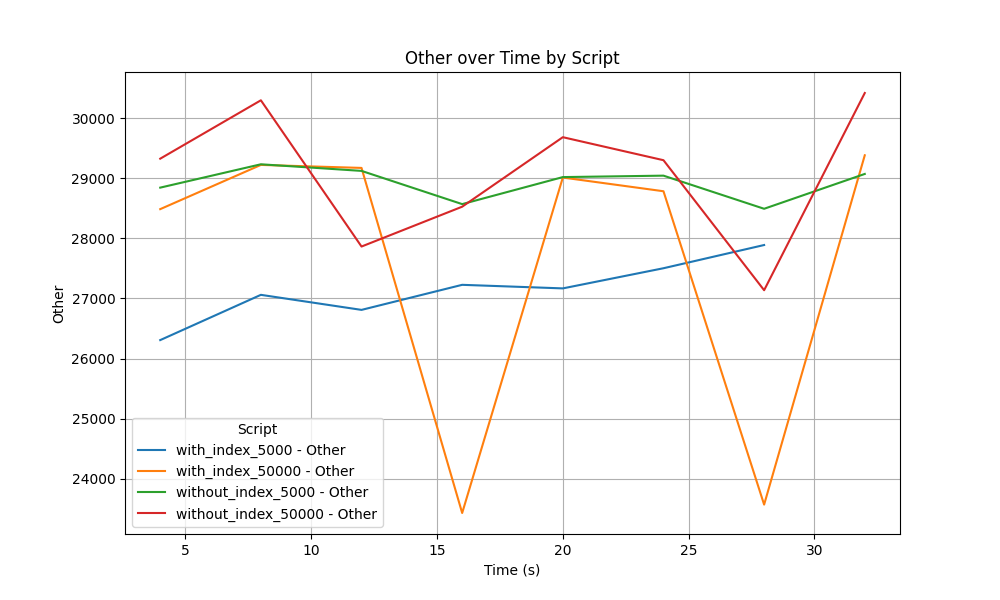 Other over Time by Script
Other
30000
29000
28000
27000
26000
25000
24000
Script
with_index_5000 - Other
with_index_50000 - Other
without_index_5000 - Other
without_index_50000 - Other
5
10
15
20
25
30
Time (s)